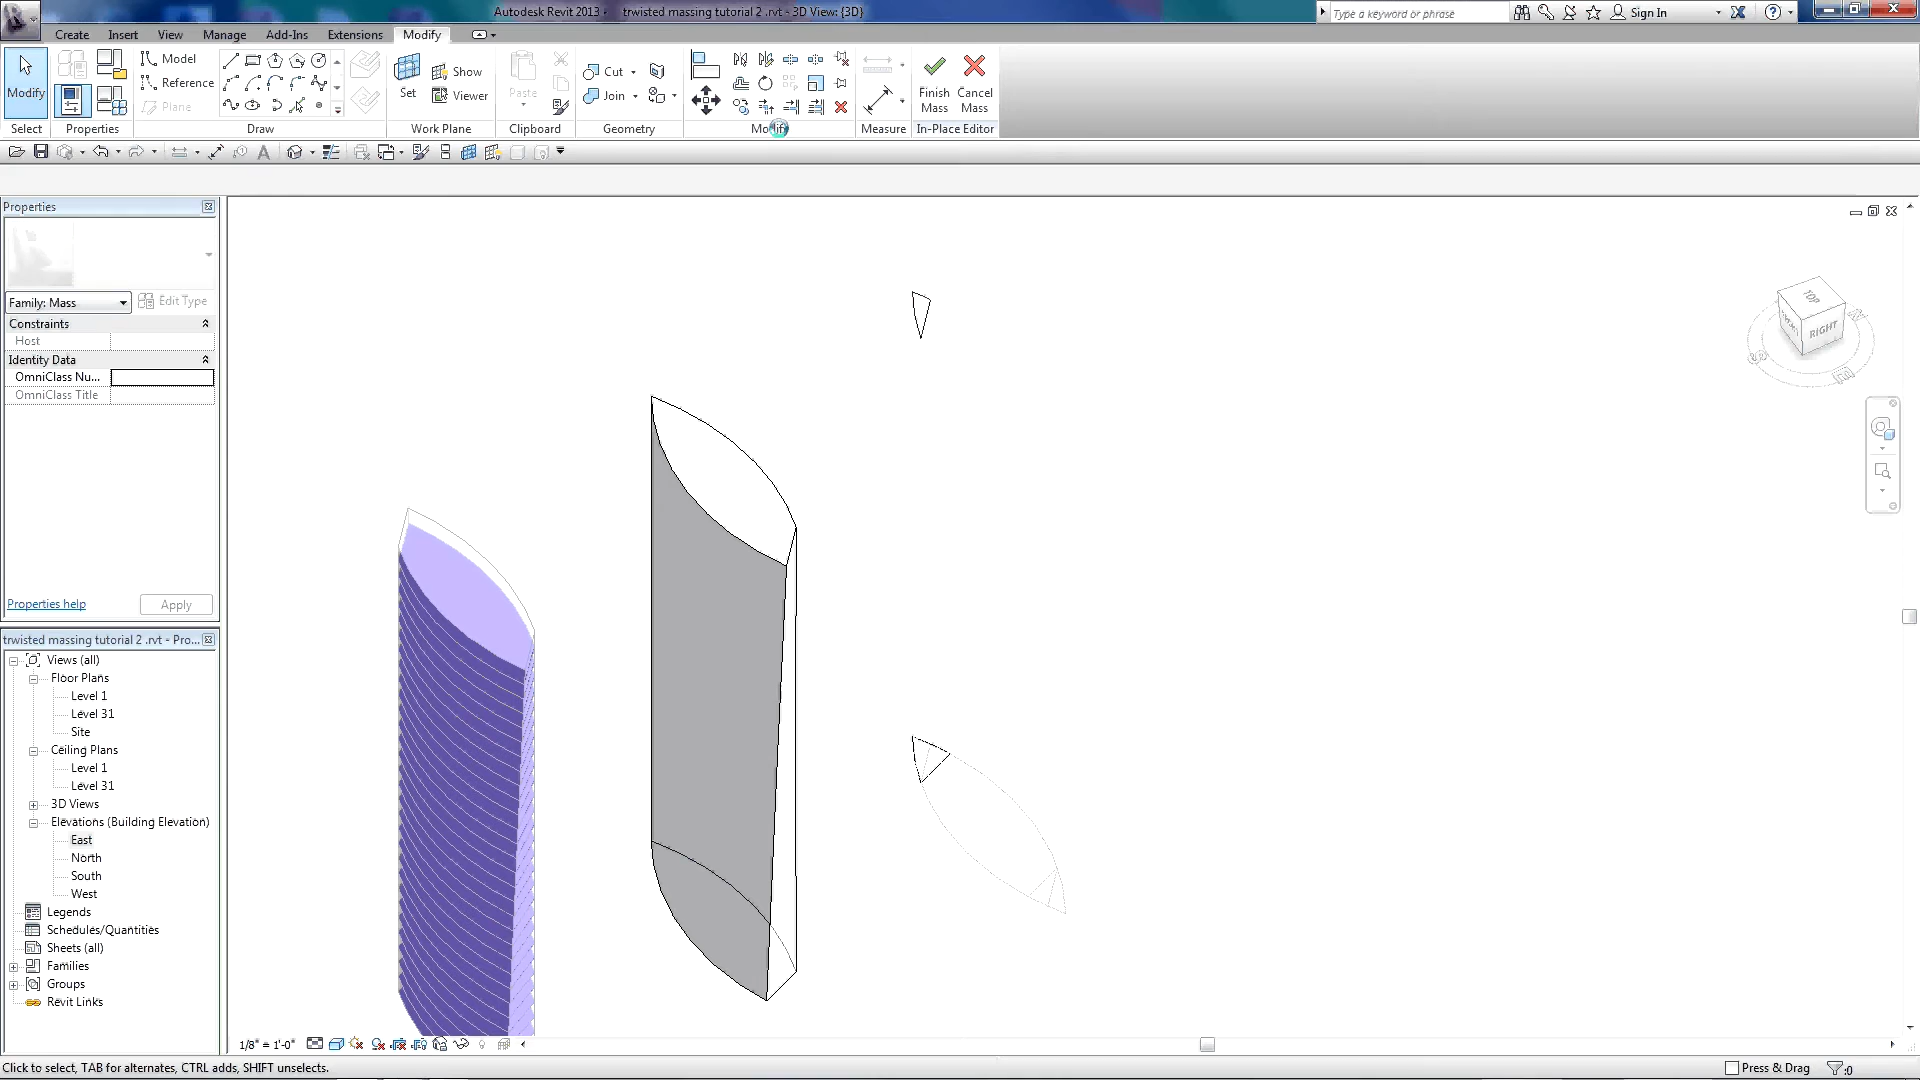 Autodesk Revit 2013 - trwisted massing tutorial 2 .rvt - 3D View: {3D}
Type a keyword or phrase
Sign In
Create Insert View Manage Add-Ins Extensions Modify
Modify
Model
Reference
Plane
Set
Show
Viewer
Paste
Cut
Join
Finish Mass
Cancel Mass
Select
Properties
Draw
Work Plane
Clipboard
Geometry
Modify
Measure
In-Place Editor
Properties
Family: Mass
Edit Type
Constraints
Host
Identity Data
OmniClass Nu...
OmniClass Title
Properties help
Apply
trwisted massing tutorial 2 .rvt - Pro...
Views (all)
Floor Plans
Level 1
Level 31
Site
Ceiling Plans
Level 1
Level 31
3D Views
Elevations (Building Elevation)
East
North
South
West
Legends
Schedules/Quantities
Sheets (all)
Families
Groups
Revit Links
TOP
RIGHT
1/8" = 1'-0"
Click to select, TAB for alternates, CTRL adds, SHIFT unselects.
Press & Drag
:0